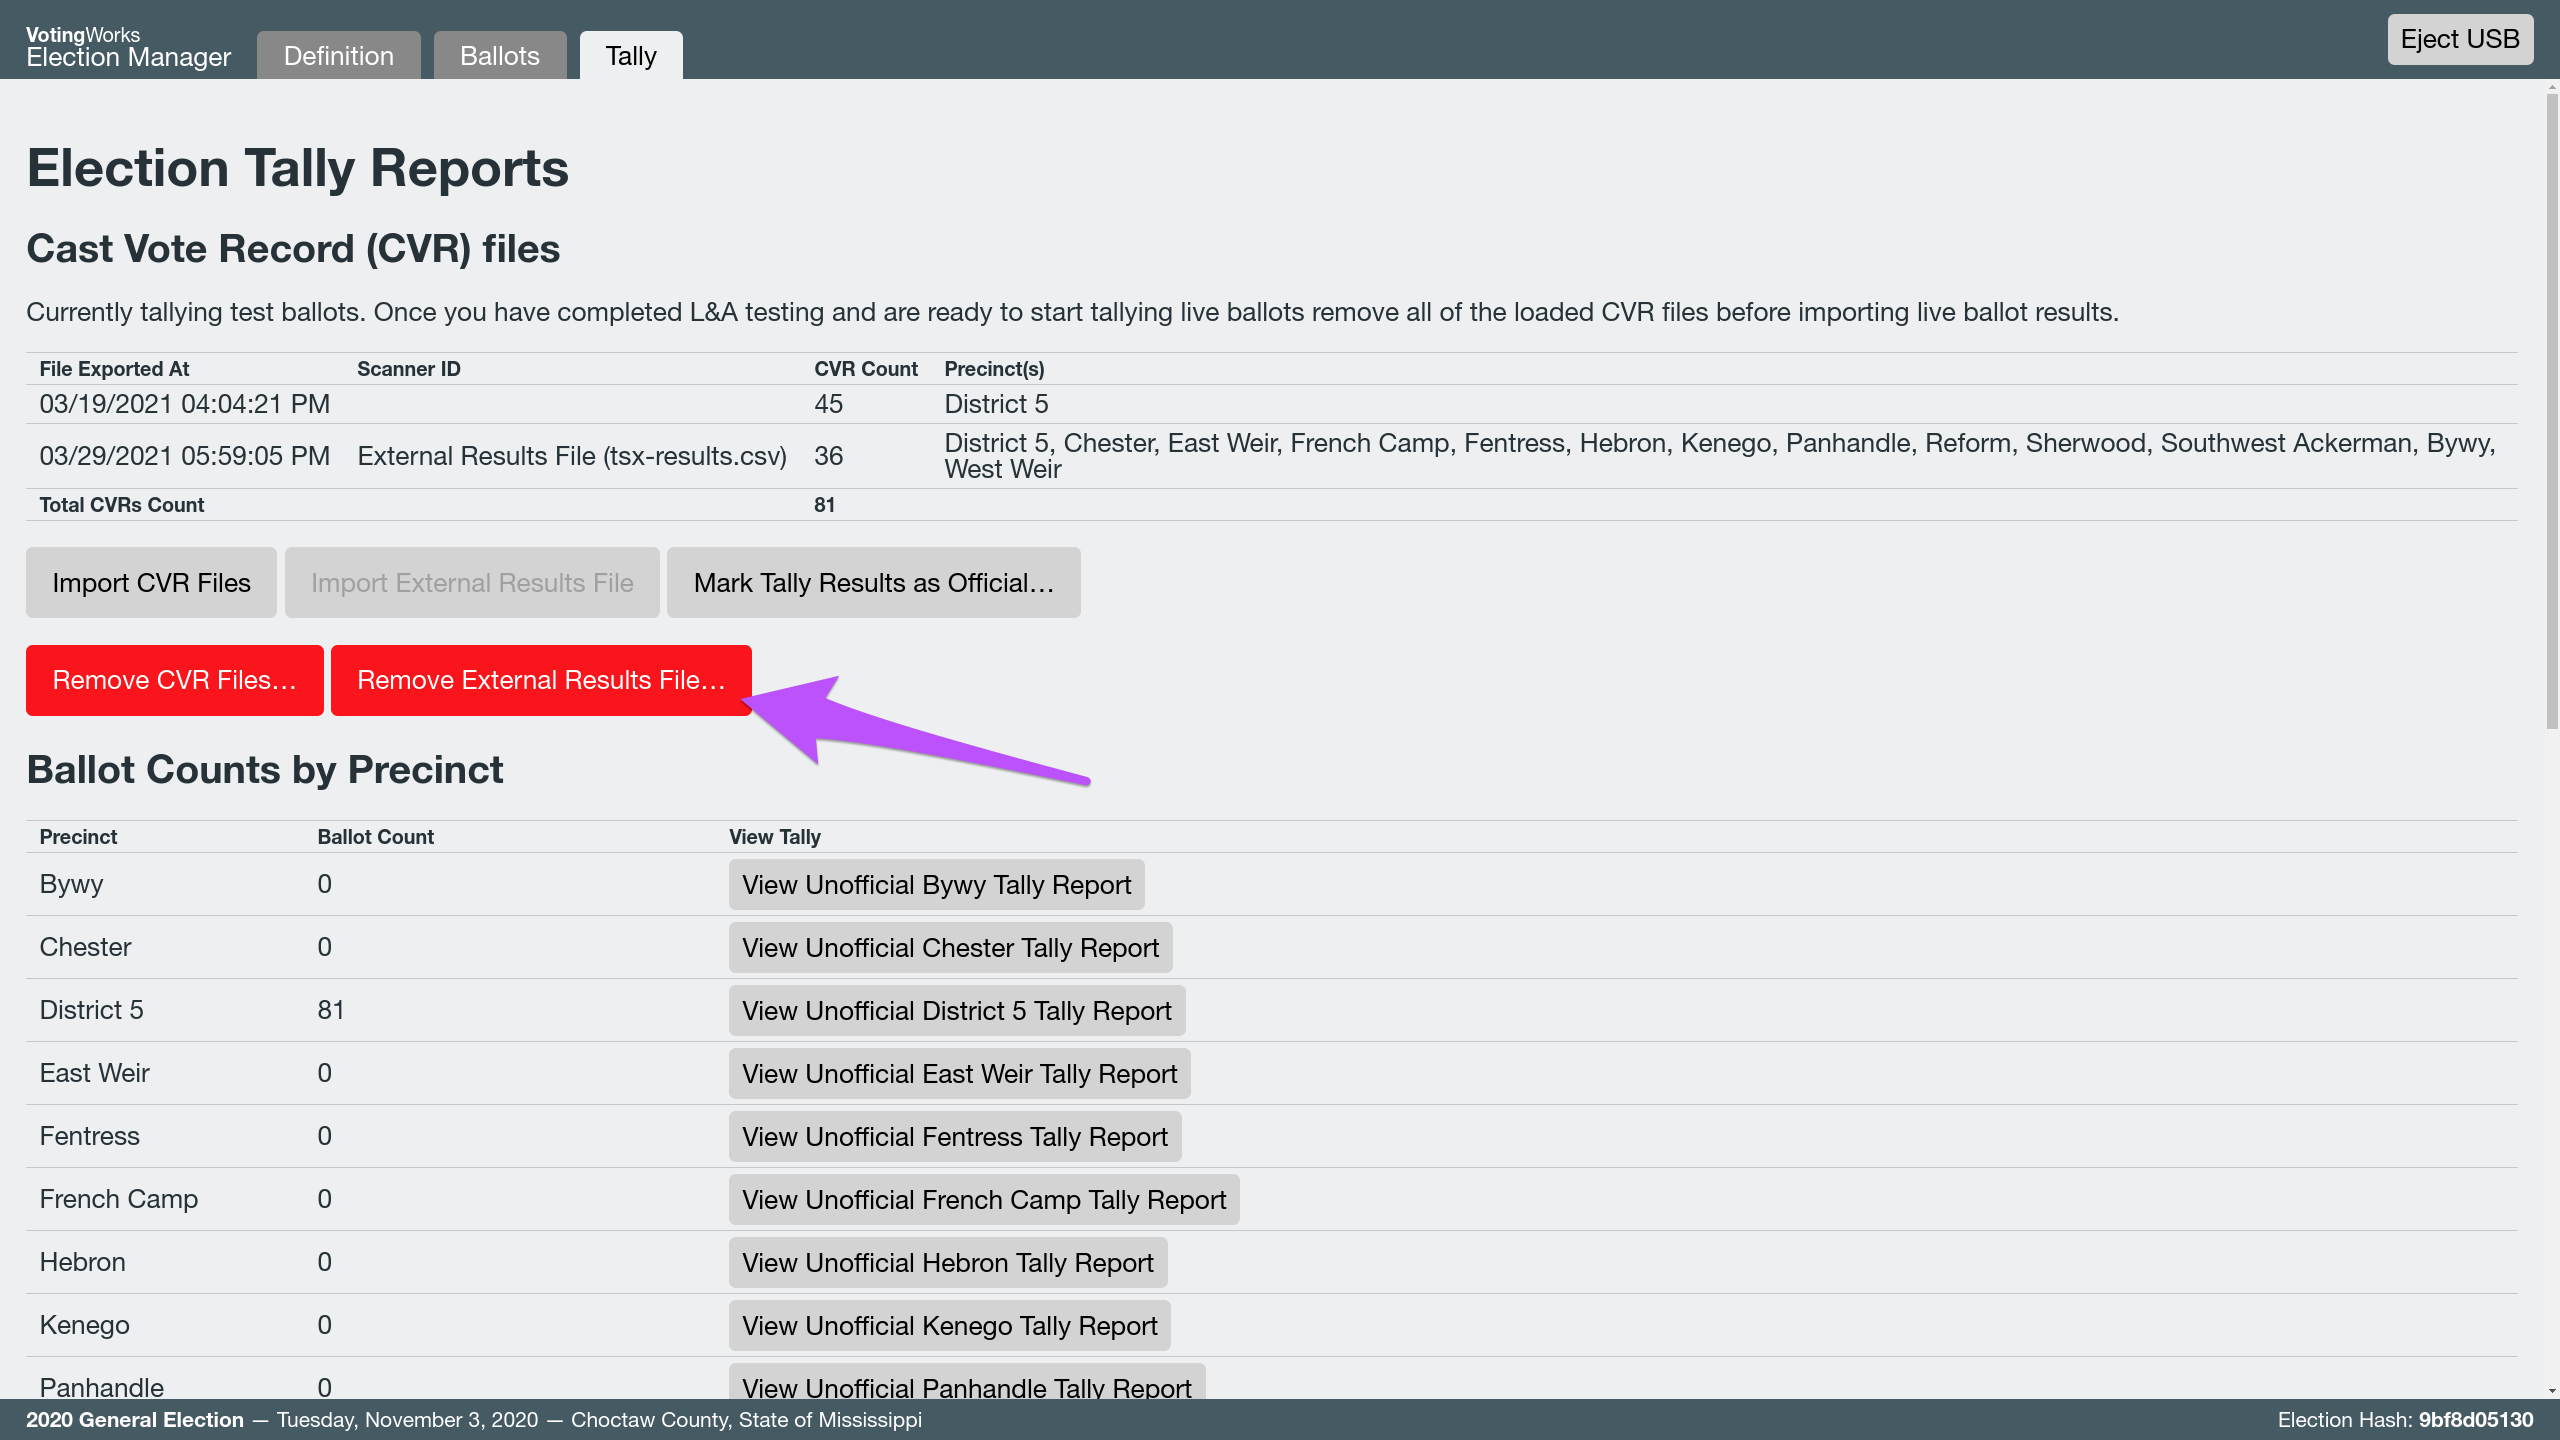 VotingWorks
Election Manager
Definition
Ballots
Tally
Eject USB
Election Tally Reports
Cast Vote Record (CVR) files
Currently tallying test ballots. Once you have completed L&A testing and are ready to start tallying live ballots remove all of the loaded CVR files before importing live ballot results.
File Exported At Scanner ID CVR Count Precinct(s)
03/19/2021 04:04:21 PM 45 District 5
03/29/2021 05:59:05 PM External Results File (tsx-results.csv) 36 District 5, Chester, East Weir, French Camp, Fentress, Hebron, Kenego, Panhandle, Reform, Sherwood, Southwest Ackerman, Bywy,
West Weir
Total CVRs Count 81
Import CVR Files Import External Results File Mark Tally Results as Official…
Remove CVR Files… Remove External Results File…
Ballot Counts by Precinct
Precinct Ballot Count View Tally
Bywy 0 View Unofficial Bywy Tally Report
Chester 0 View Unofficial Chester Tally Report
District 5 81 View Unofficial District 5 Tally Report
East Weir 0 View Unofficial East Weir Tally Report
Fentress 0 View Unofficial Fentress Tally Report
French Camp 0 View Unofficial French Camp Tally Report
Hebron 0 View Unofficial Hebron Tally Report
Kenego 0 View Unofficial Kenego Tally Report
Panhandle 0 View Unofficial Panhandle Tally Report
2020 General Election — Tuesday, November 3, 2020 — Choctaw County, State of Mississippi Election Hash: 9bf8d05130